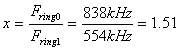 x = F_ring0 / F_ring1 = 838kHz / 554kHz = 1.51